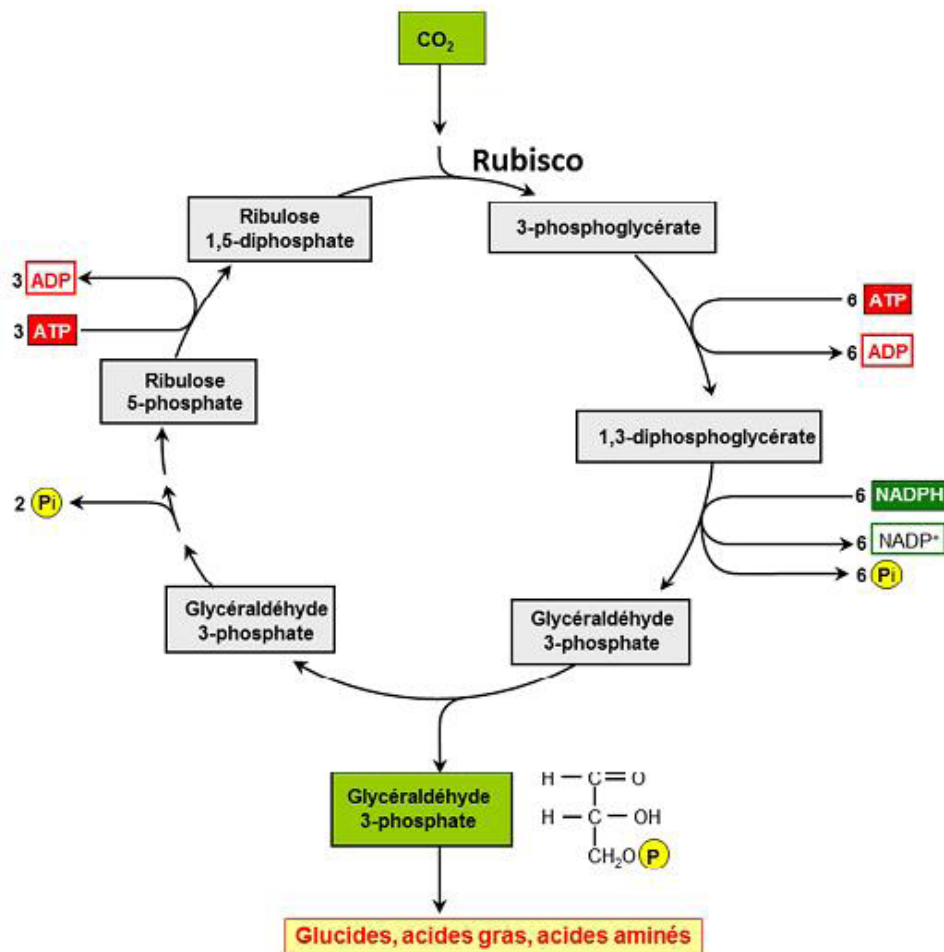 CO₂
Rubisco
Ribulose
1,5-diphosphate
3-phosphoglycérate
3 ADP
3 ATP
6 ATP
6 ADP
Ribulose
5-phosphate
1,3-diphosphoglycérate
2 Pi
6 NADPH
6 NADP⁺
6 Pi
Glycéraldéhyde
3-phosphate
Glycéraldéhyde
3-phosphate
Glycéraldéhyde
3-phosphate
H — C = O
H — C — OH
CH₂O P
Glucides, acides gras, acides aminés